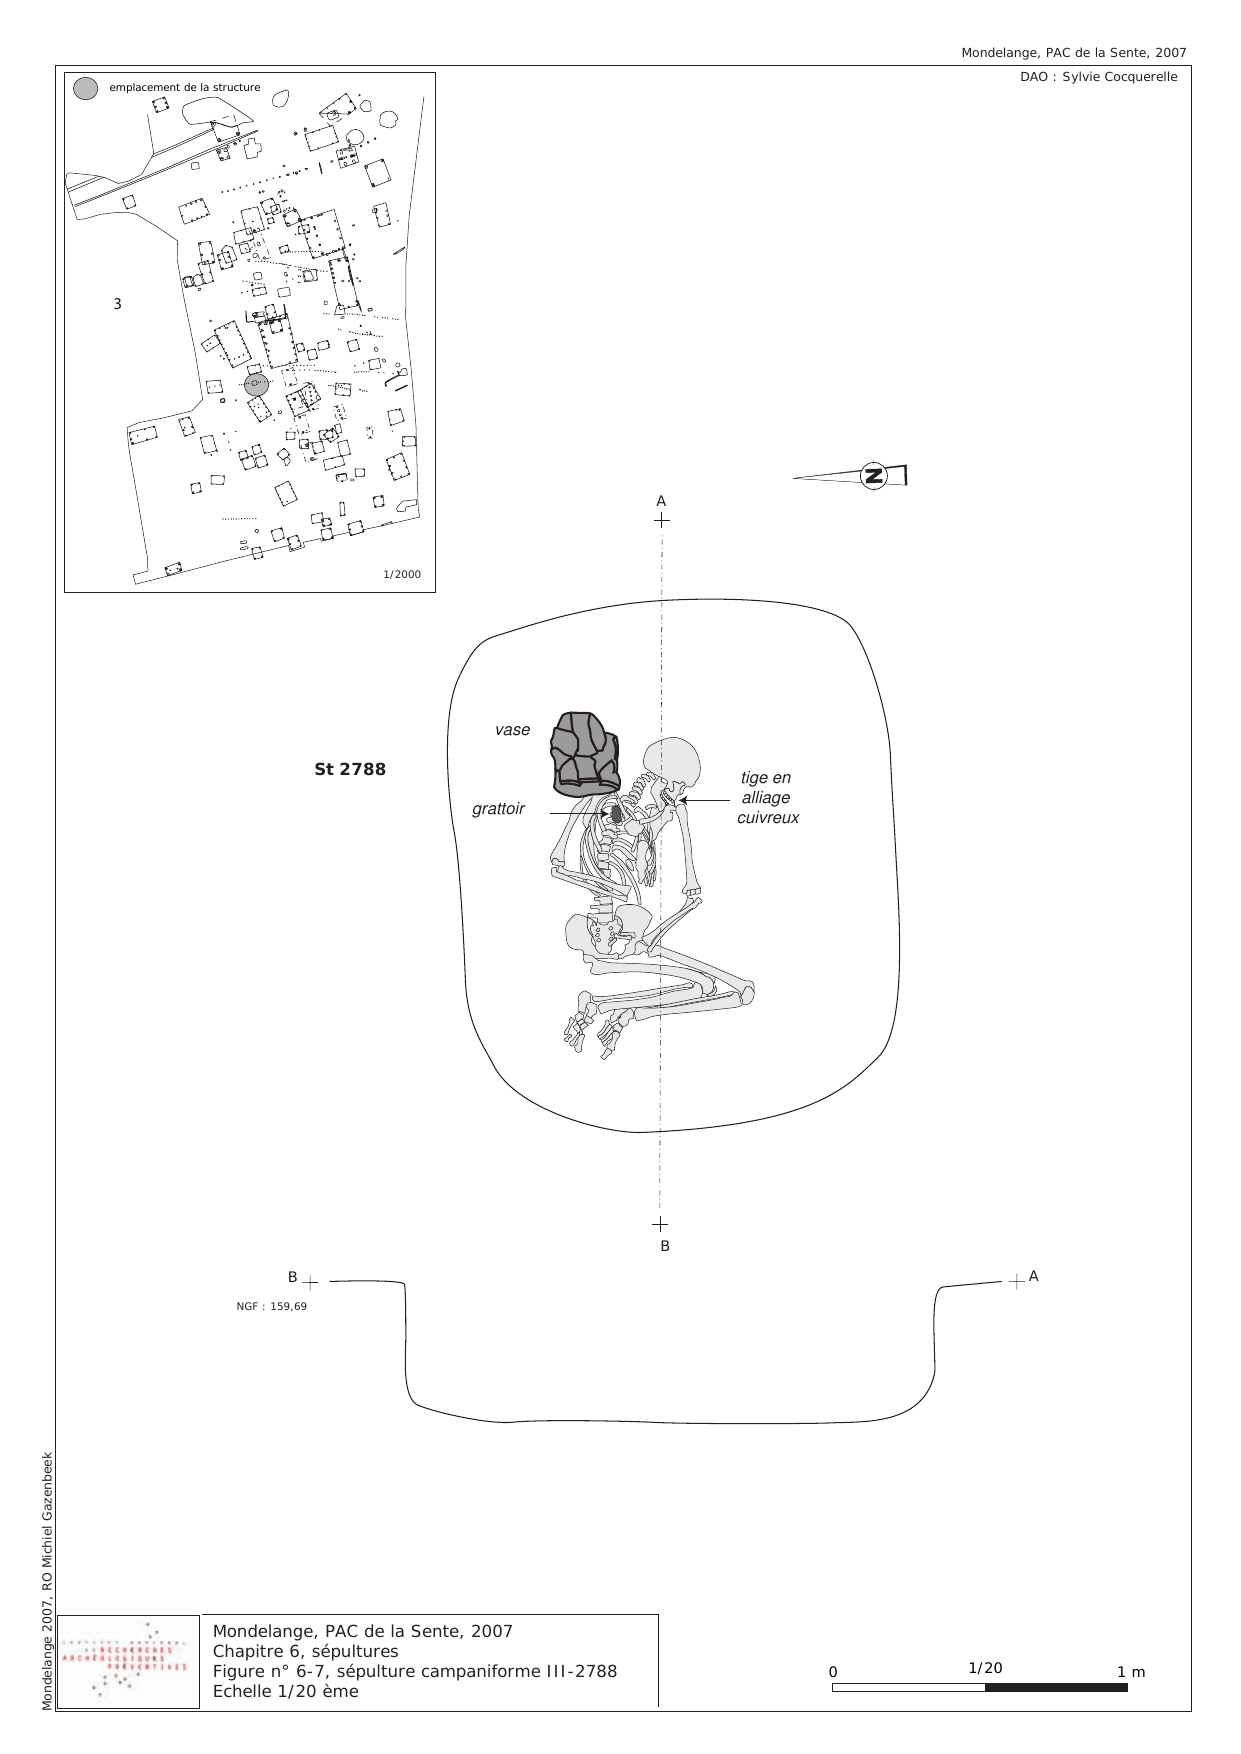 Mondelange, PAC de la Sente, 2007
DAO : Sylvie Cocquerelle
emplacement de la structure
3
1/2000
N
A
vase
St 2788
grattoir
tige en
alliage
cuivreux
B
B
A
NGF : 159,69
Mondelange 2007, RO Michiel Gazenbeek
RECHERCHES
ARCHÉOLOGIQUES
PRÉVENTIVES
Mondelange, PAC de la Sente, 2007
Chapitre 6, sépultures
Figure n° 6-7, sépulture campaniforme III-2788
Echelle 1/20 ème
0
1/20
1 m